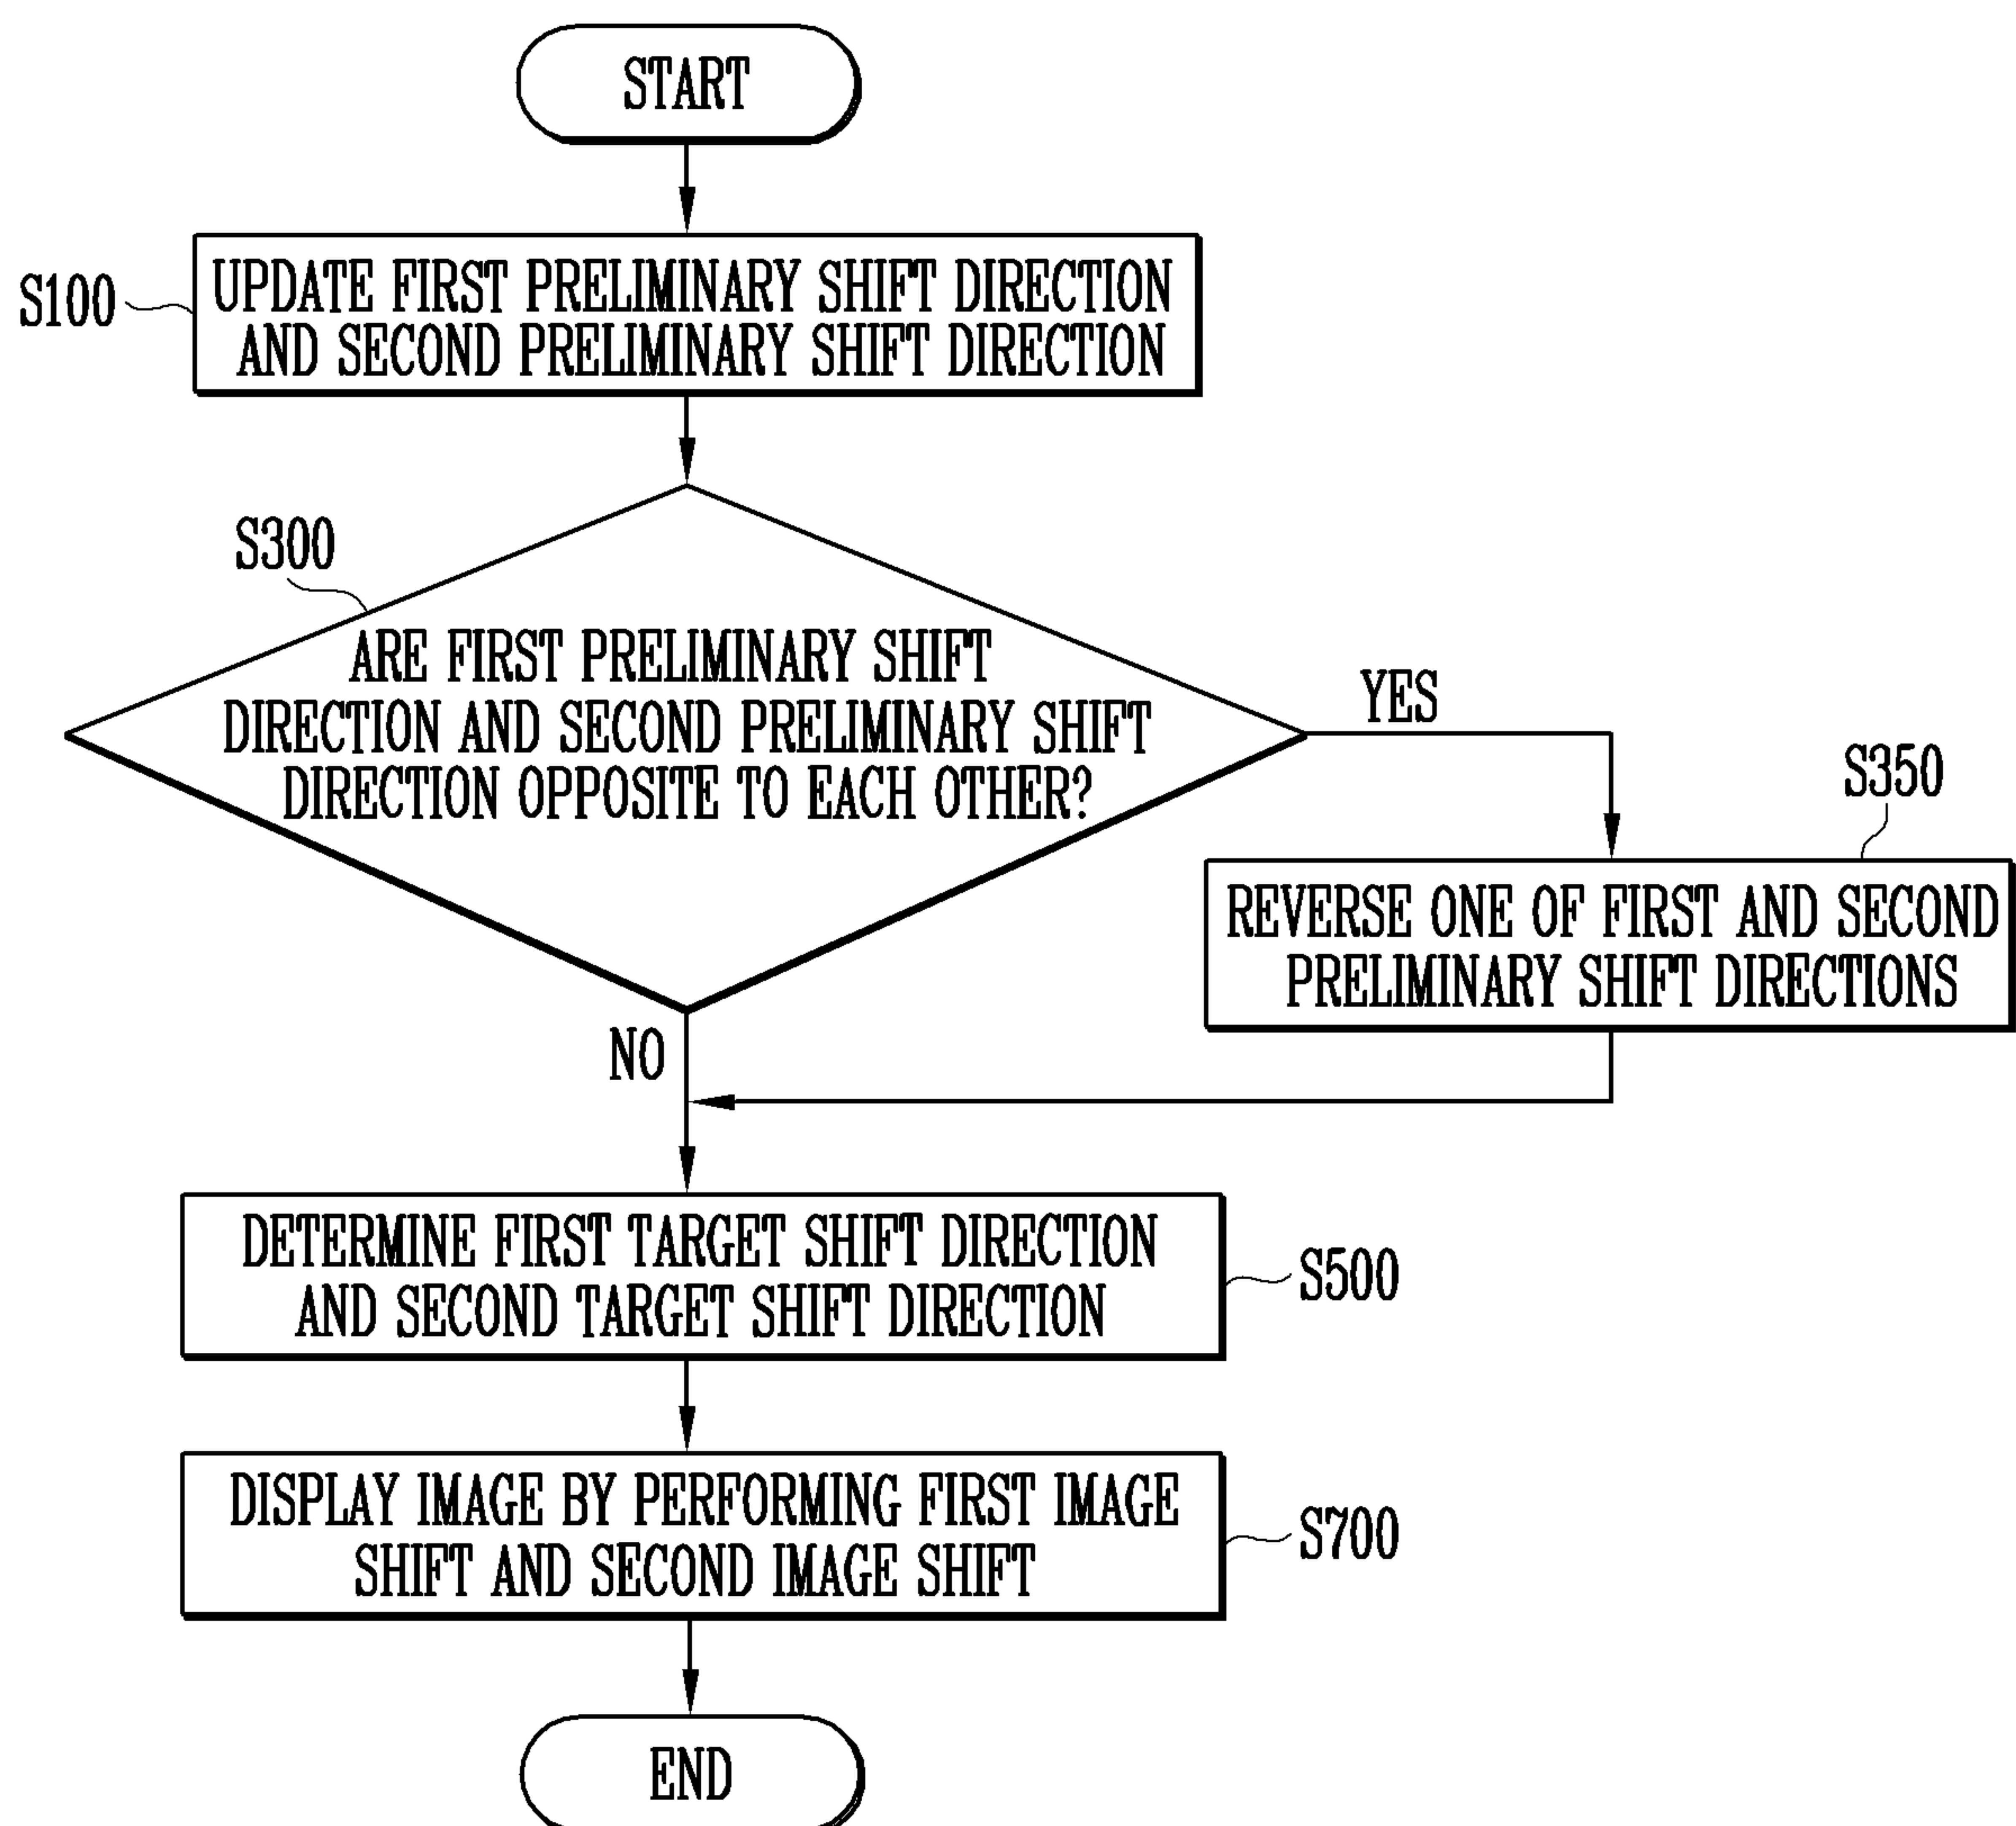 START
S100
UPDATE FIRST PRELIMINARY SHIFT DIRECTION
AND SECOND PRELIMINARY SHIFT DIRECTION
S300
ARE FIRST PRELIMINARY SHIFT
DIRECTION AND SECOND PRELIMINARY SHIFT
DIRECTION OPPOSITE TO EACH OTHER?
YES
S350
REVERSE ONE OF FIRST AND SECOND
PRELIMINARY SHIFT DIRECTIONS
NO
DETERMINE FIRST TARGET SHIFT DIRECTION
AND SECOND TARGET SHIFT DIRECTION
S500
DISPLAY IMAGE BY PERFORMING FIRST IMAGE
SHIFT AND SECOND IMAGE SHIFT
S700
END